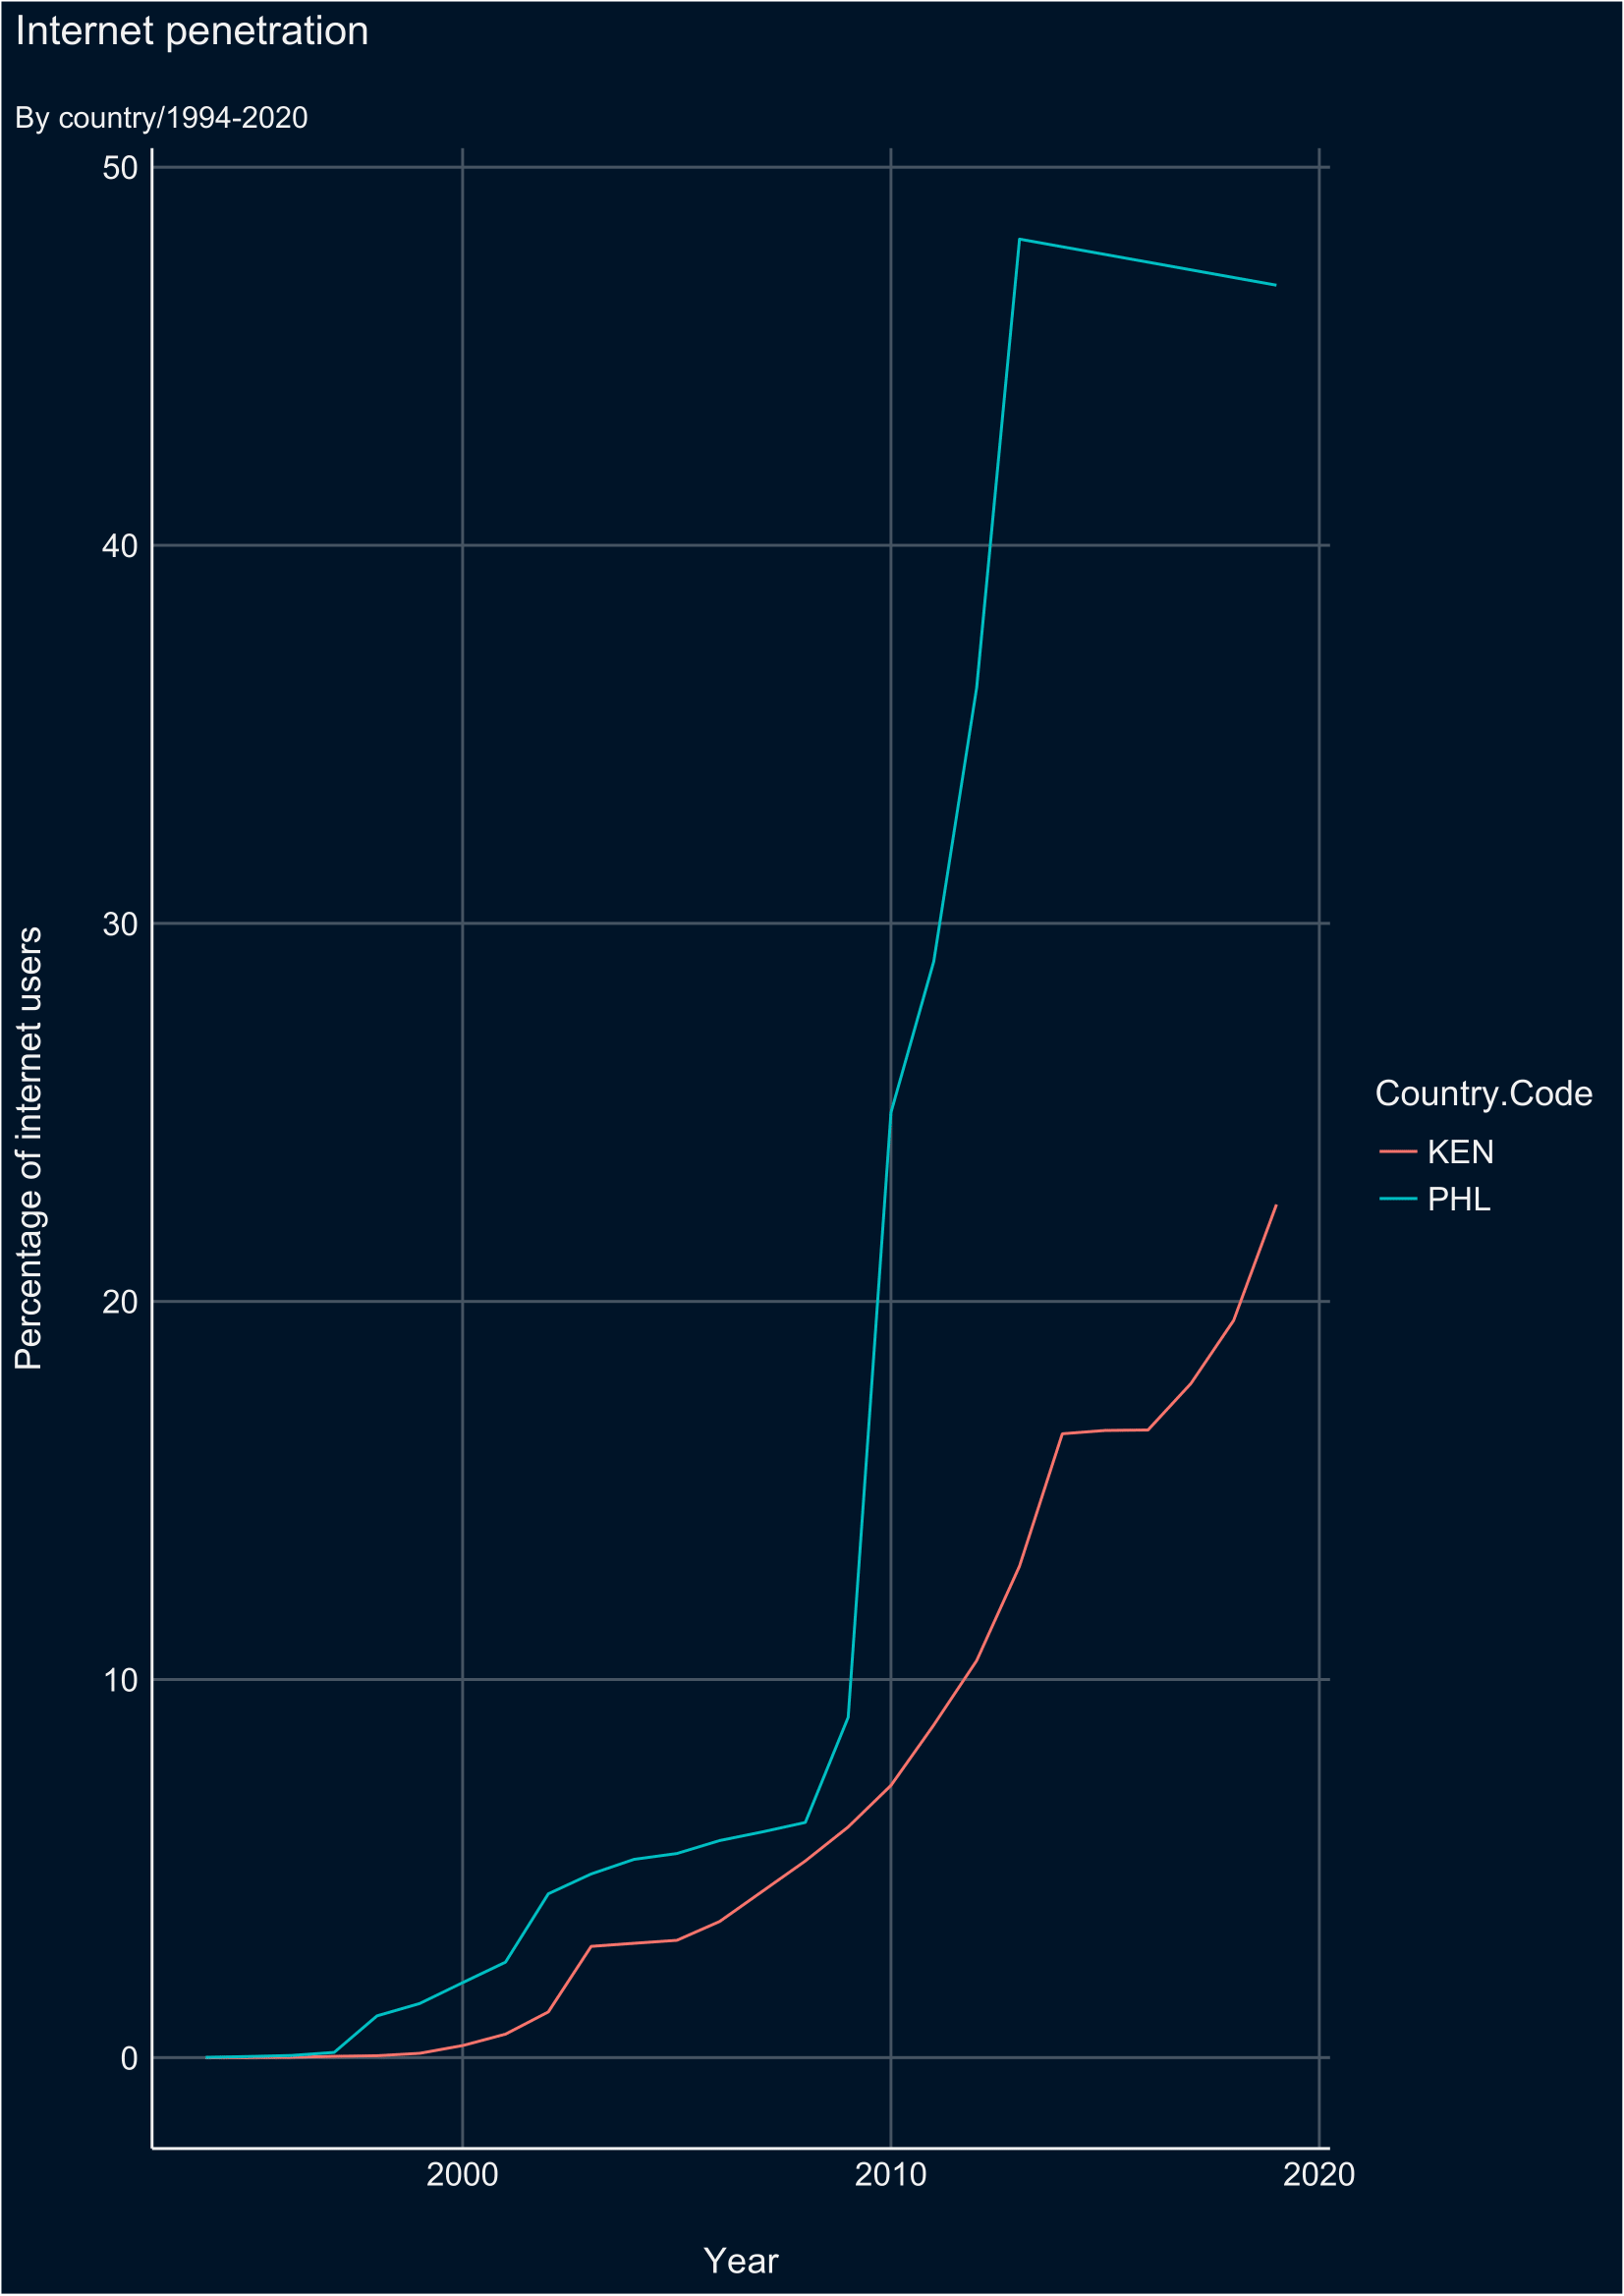 Internet penetration
By country/1994-2020
50
40
30
20
10
0
Percentage of internet users
2000
2010
2020
Year
Country.Code
KEN
PHL